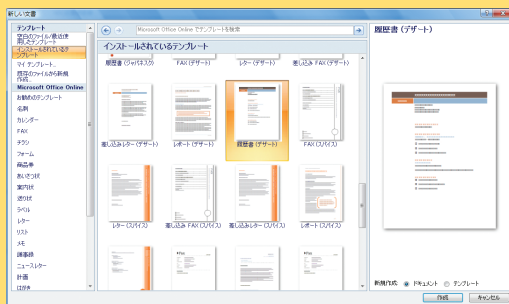 新しい文書
テンプレート
空白のファイル/最近使
用したテンプレート
インストールされているテ
ンプレート
マイ テンプレート...
既存のファイルから新規
作成...
Microsoft Office Online
お勧めのテンプレート
名刺
カレンダー
FAX
チラシ
フォーム
商品券
あいさつ状
案内状
送り状
ラベル
レター
リスト
メモ
議事録
ニュースレター
計画
はがき
Microsoft Office Online でテンプレートを検索
インストールされているテンプレート
履歴書 (ジャパネスク)
FAX (デザート)
レター (デザート)
差し込み FAX (デザート)
差し込みレター (デザート)
レポート (デザート)
履歴書 (デザート)
FAX (スパイス)
レター (スパイス)
差し込み FAX (スパイス)
差し込みレター (スパイス)
レポート (スパイス)
履歴書 (デザート)
新規作成:
ドキュメント
テンプレート
作成
キャンセル